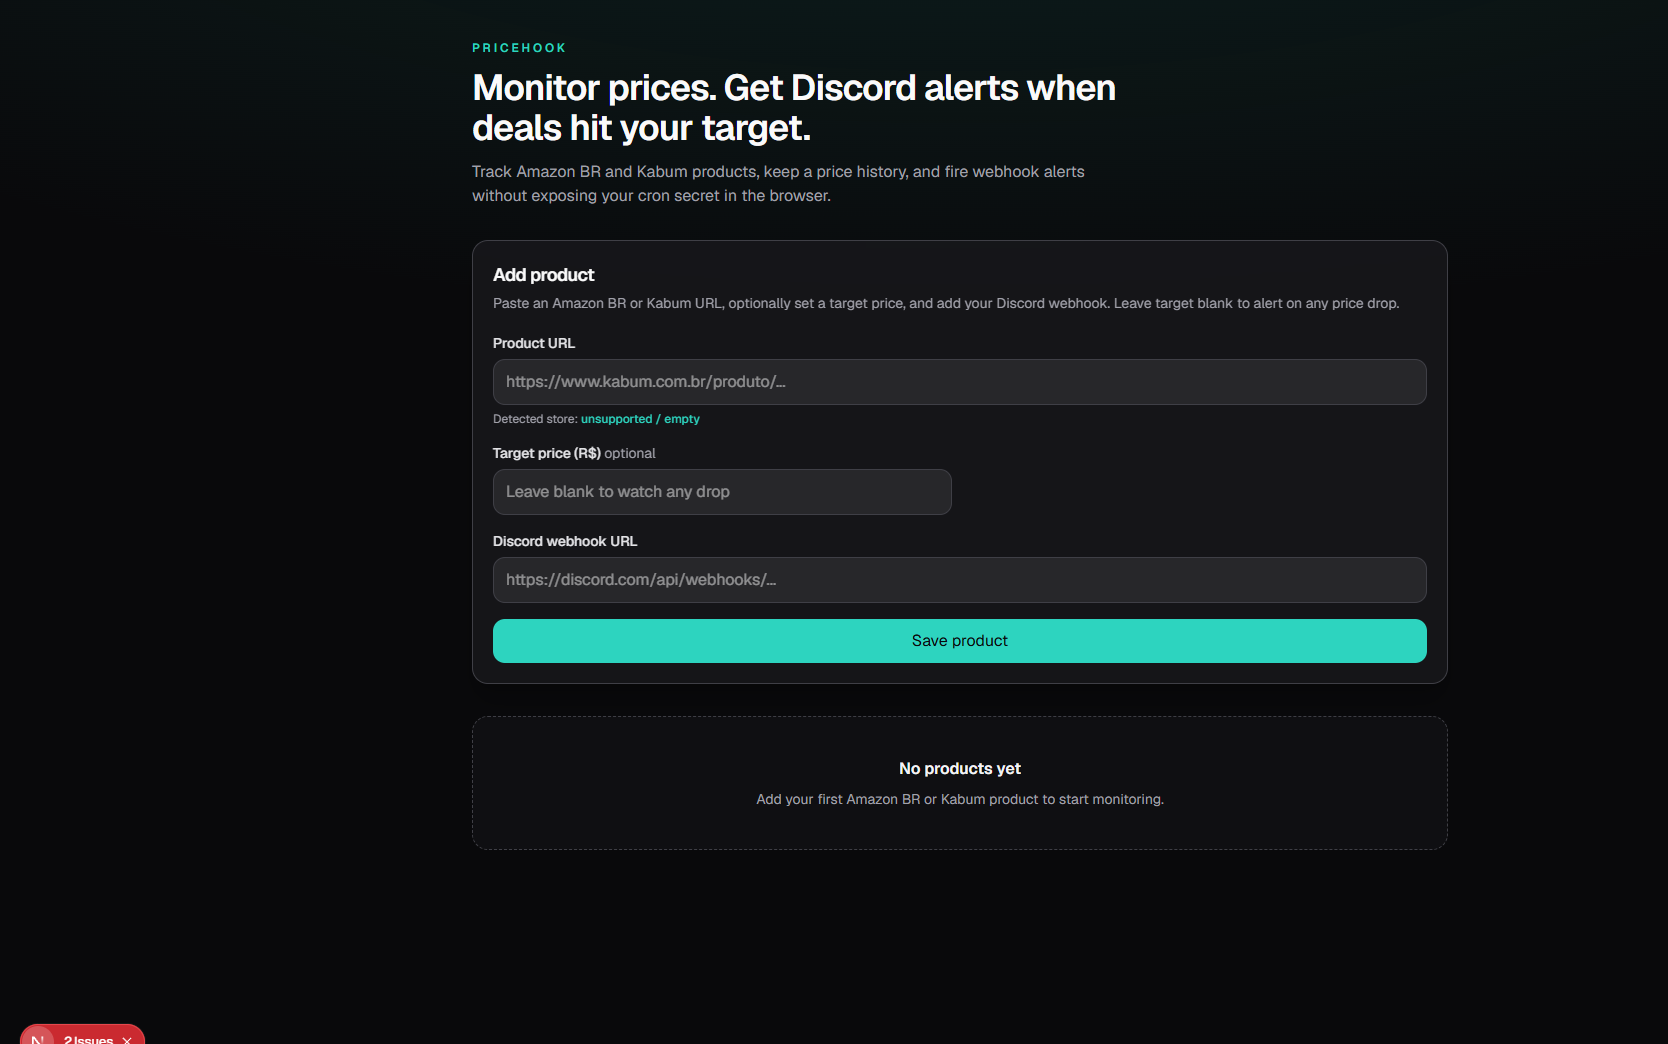 PRICEHOOK
Monitor prices. Get Discord alerts when
deals hit your target.
Track Amazon BR and Kabum products, keep a price history, and fire webhook alerts
without exposing your cron secret in the browser.
Add product
Paste an Amazon BR or Kabum URL, optionally set a target price, and add your Discord webhook. Leave target blank to alert on any price drop.
Product URL
https://www.kabum.com.br/produto/...
Detected store: unsupported / empty
Target price (R$) optional
Leave blank to watch any drop
Discord webhook URL
https://discord.com/api/webhooks/...
Save product
No products yet
Add your first Amazon BR or Kabum product to start monitoring.
N 2 Issues